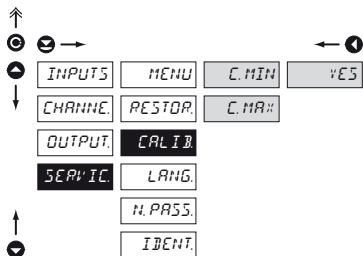 INPUTS MENU C. MIN YES
CHANNE. RESTOR. C. MAX
OUTPUT. CALIB.
SERVIC. LANG.
N. PASS.
IDENT.